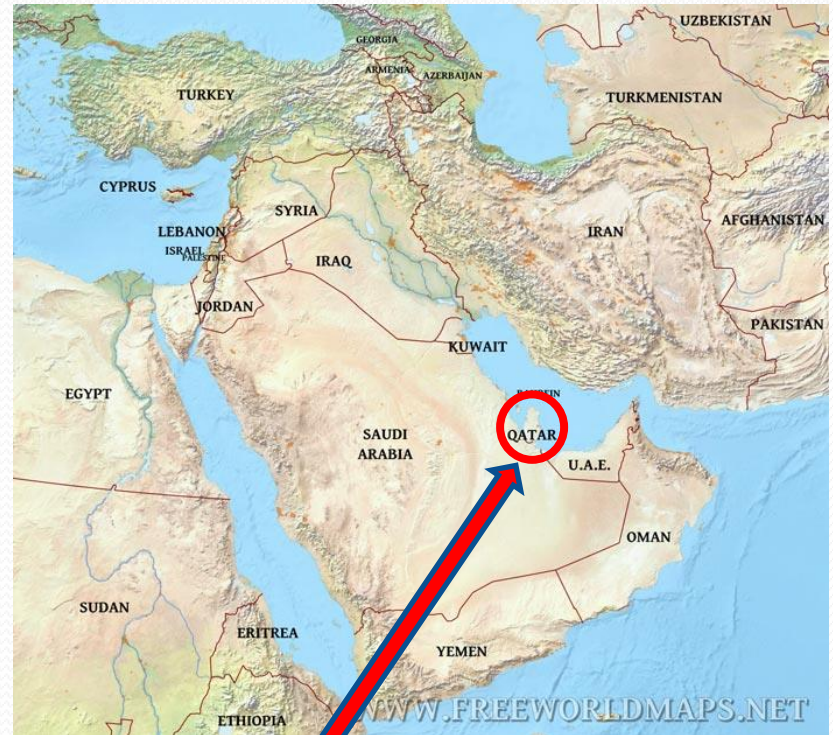 UZBEKISTAN
GEORGIA
ARMENIA
AZERBAIJAN
TURKEY
TURKMENISTAN
CYPRUS
SYRIA
AFGHANISTAN
LEBANON
IRAN
ISRAEL
PALESTINE
IRAQ
JORDAN
PAKISTAN
KUWAIT
EGYPT
SAUDI
ARABIA
QATAR
U.A.E.
OMAN
SUDAN
ERITREA
YEMEN
ETHIOPIA
WWW.FREEWORLDMAPS.NET